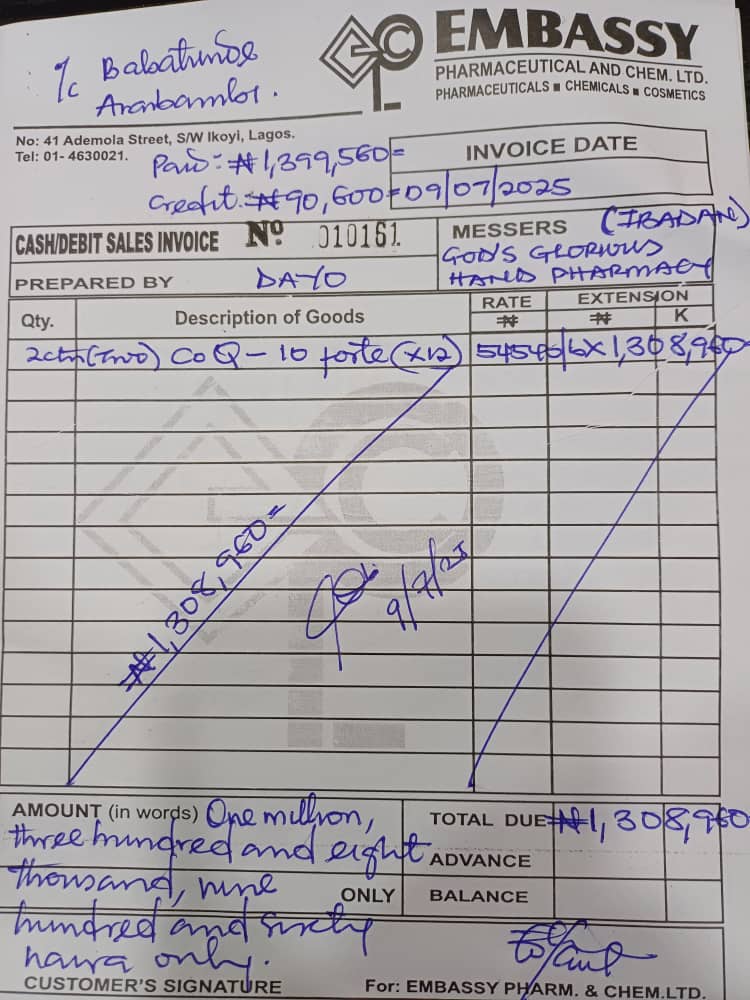 I/c Babatunde
Aranbambo.
EMBASSY
PHARMACEUTICAL AND CHEM. LTD.
PHARMACEUTICALS ■ CHEMICALS ■ COSMETICS
No: 41 Ademola Street, S/W Ikoyi, Lagos.
Tel: 01- 4630021.
Paid: ₦1,399,560=
Credit: ₦90,600=
INVOICE DATE
09/07/2025
CASH/DEBIT SALES INVOICE Nº 010161
MESSERS (IBADAN)
GOD'S GLORIOUS
HAND PHARMACY
PREPARED BY DAYO
Qty. Description of Goods RATE ₦ EXTENSION ₦ K
2ctn (Two) CoQ-10 forte (x12) 54540 1,308,960
₦1,308,960=
9/7/25
AMOUNT (in words) One million,
three hundred and eight
thousand, nine
hundred and sixty
naira only.
ONLY
TOTAL DUE ₦1,308,960
ADVANCE
BALANCE
CUSTOMER'S SIGNATURE
For: EMBASSY PHARM. & CHEM.LTD.